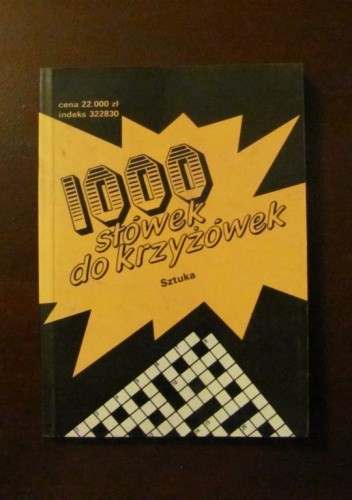 cena 22.000 zł
indeks 322830
1000
słówek
do krzyżówek
Sztuka